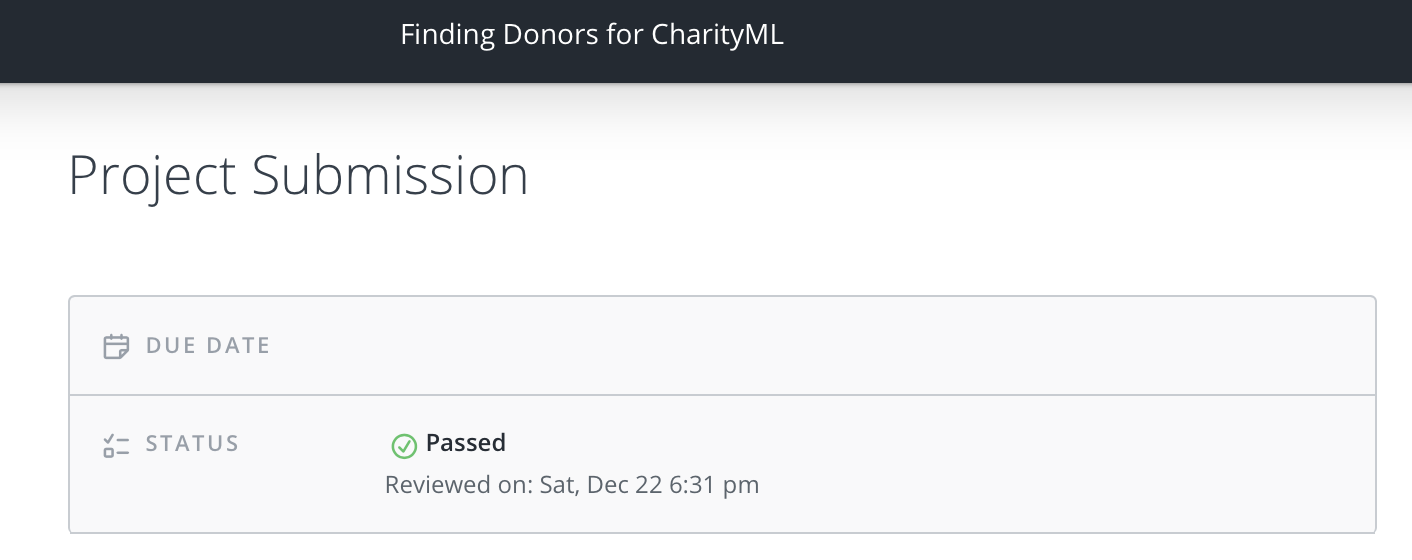 Finding Donors for CharityML
Project Submission
DUE DATE
STATUS
Passed
Reviewed on: Sat, Dec 22 6:31 pm